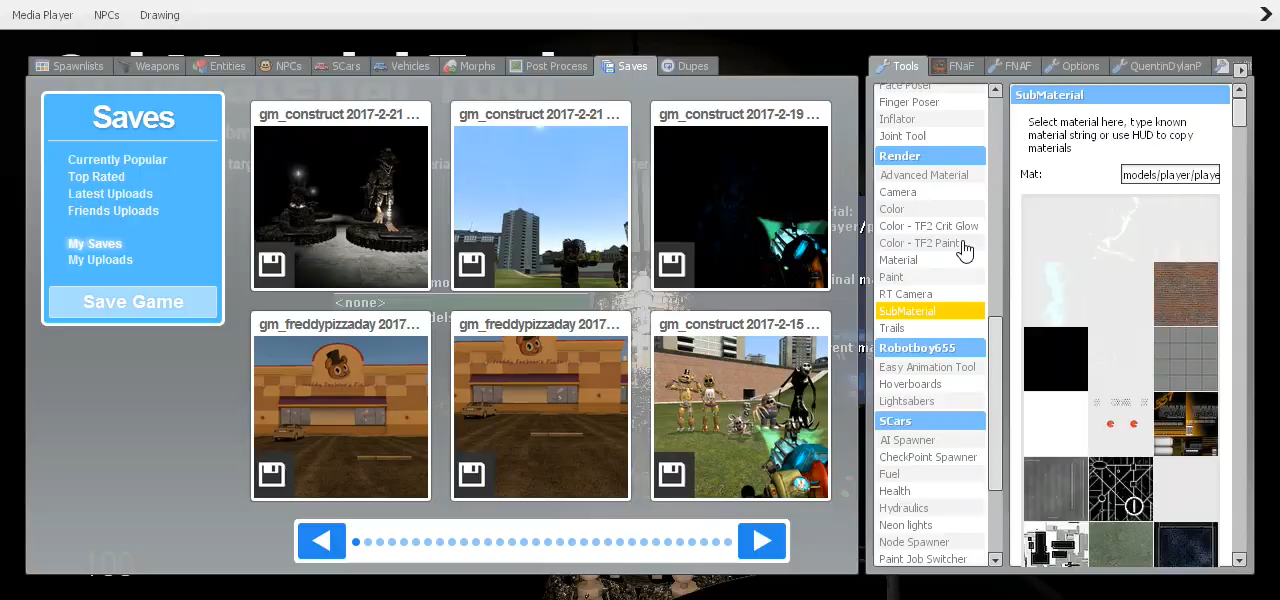 Media Player NPCs Drawing
Spawnlists Weapons Entities NPCs SCars Vehicles Morphs Post Process Saves Dupes
Saves
Currently Popular
Top Rated
Latest Uploads
Friends Uploads
My Saves
My Uploads
Save Game
gm_construct 2017-2-21 ...
gm_construct 2017-2-21 ...
gm_construct 2017-2-19 ...
<none>
gm_freddypizzaday 2017...
gm_freddypizzaday 2017...
gm_construct 2017-2-15 ...
100
Tools FNaF FNAF Options QuentinDylanP
Face Poser
Finger Poser
Inflator
Joint Tool
Render
Advanced Material
Camera
Color
Color - TF2 Crit Glow
Color - TF2 Paint
Material
Paint
RT Camera
SubMaterial
Trails
Robotboy655
Easy Animation Tool
Hoverboards
Lightsabers
SCars
AI Spawner
CheckPoint Spawner
Fuel
Health
Hydraulics
Neon lights
Node Spawner
Paint Job Switcher
SubMaterial
Select material here, type known
material string or use HUD to copy
materials
Mat: models/player/playe